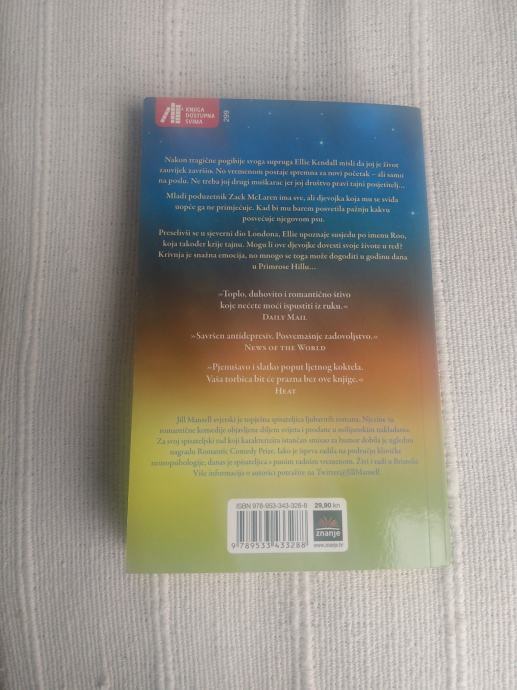 KNJIGA
DOSTUPNA
SVIMA
299
Nakon tragične pogibije svoga supruga Ellie Kendall misli da joj je život
zauvijek završio. No vremenom postaje spremna za novi početak – ali samo
na poslu. Ne treba joj drugi muškarac jer joj društvo pravi tajni posjetitelj...
Mladi poduzetnik Zack McLaren ima sve, ali djevojka koja mu se sviđa
uopće ga ne primjećuje. Kad bi mu barem posvetila pažnju kakvu
posvećuje njegovom psu.
Preselivši se u sjeverni dio Londona, Ellie upoznaje susjedu po imenu Roo,
koja također krije tajnu. Mogu li ove djevojke dovesti svoje živote u red?
Krivnja je snažna emocija, no mnogo se toga može dogoditi u godinu dana
u Primrose Hillu...
»Toplo, duhovito i romantično štivo
koje nećete moći ispustiti iz ruku.«
DAILY MAIL
»Savršen antidepresiv. Posvemašnje zadovoljstvo.«
NEWS OF THE WORLD
»Pjenušavo i slatko poput ljetnog koktela.
Vaša torbica bit će prazna bez ove knjige.«
HEAT
Jill Mansell svjetski je uspješna spisateljica ljubavnih romana. Njezine su
romantične komedije objavljene diljem svijeta i prodane u milijunskim nakladama.
Za svoj spisateljski rad koji karakterizira istančan smisao za humor dobila je uglednu
nagradu Romantic Comedy Prize. Iako je isprva radila na području kliničke
neuropsihologije, danas je spisateljica s punim radnim vremenom. Živi i radi u Bristolu.
Više informacija o autorici potražite na Twitter@JillMansell
ISBN 978-953-343-328-8
29,90 kn
9 789533 433288
znanje
www.znanje.hr